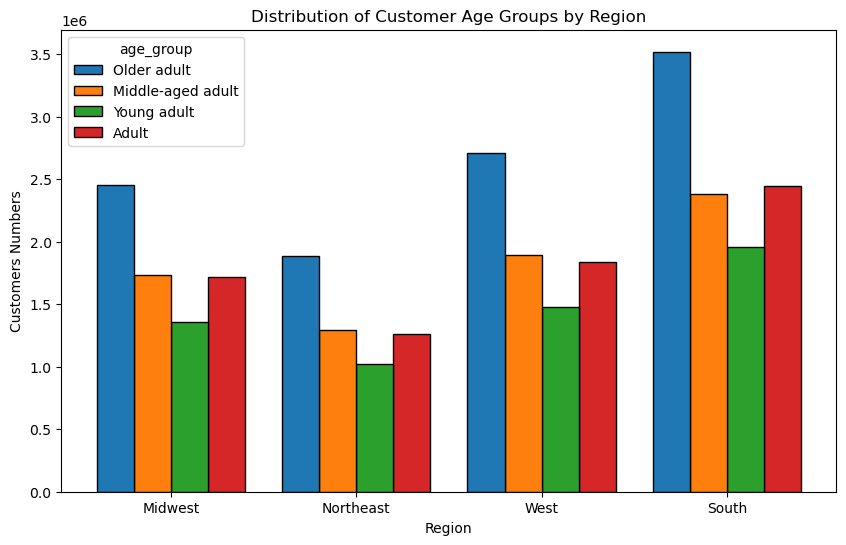 Distribution of Customer Age Groups by Region
1e6
age_group
Older adult
Middle-aged adult
Young adult
Adult
3.5
3.0
2.5
2.0
1.5
1.0
0.5
0.0
Customers Numbers
Midwest Northeast West South
Region